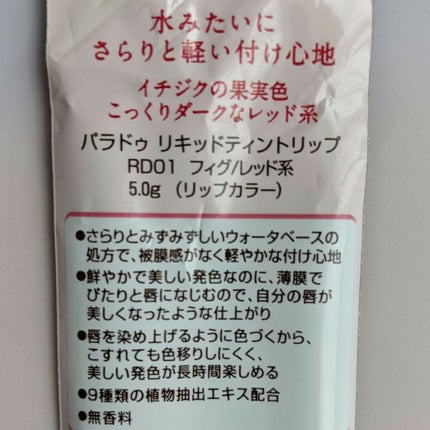 水みたいに
さらりと軽い付け心地
イチジクの果実色
こっくりダークなレッド系
パラドゥ リキッドティントリップ
RD01 フィグ/レッド系
5.0g （リップカラー）
●さらりとみずみずしいウォータベースの
処方で、被膜感がなく軽やかな付け心地
●鮮やかで美しい発色なのに、薄膜で
ぴたりと唇になじむので、自分の唇が
美しくなったような仕上がり
●唇を染め上げるように色づくから、
こすれても色移りしにくく、
美しい発色が長時間楽しめる
●9種類の植物抽出エキス配合
●無香料